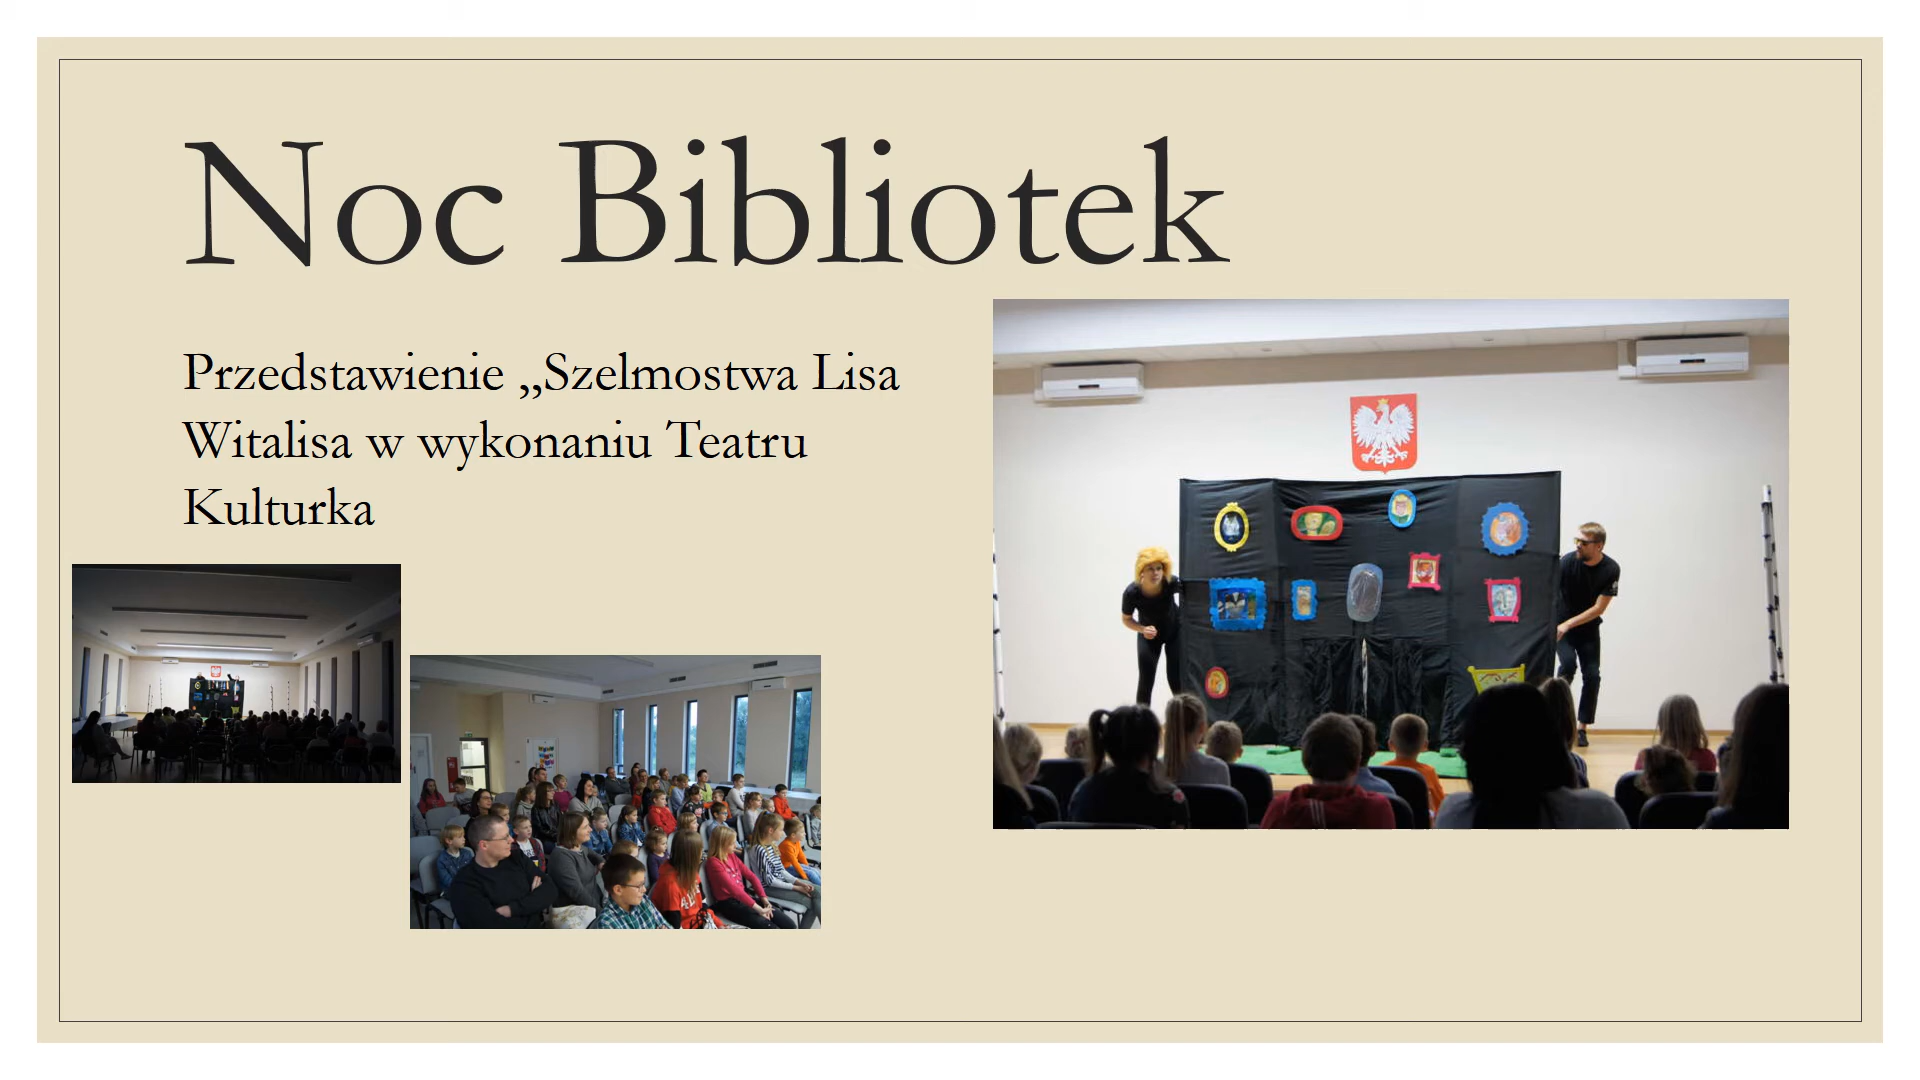 Noc Bibliotek
Przedstawienie ,,Szelmostwa Lisa
Witalisa w wykonaniu Teatru
Kulturka